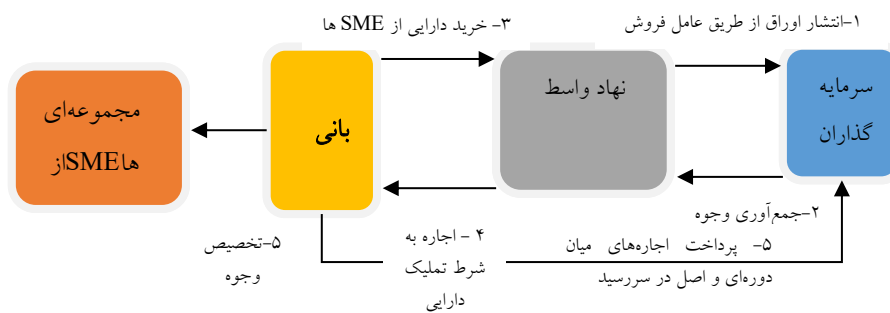 ۳- خرید دارایی از SME ها
۱-انتشار اوراق از طریق عامل فروش
سرمایه
گذاران
نهاد واسط
بانی
مجموعه‌ای
هاSMEاز
۲-جمع‌آوری وجوه
۴ - اجاره به
شرط تملیک
دارایی
۵- پرداخت اجاره‌های میان
دوره‌ای و اصل در سررسید
۵-تخصیص
وجوه